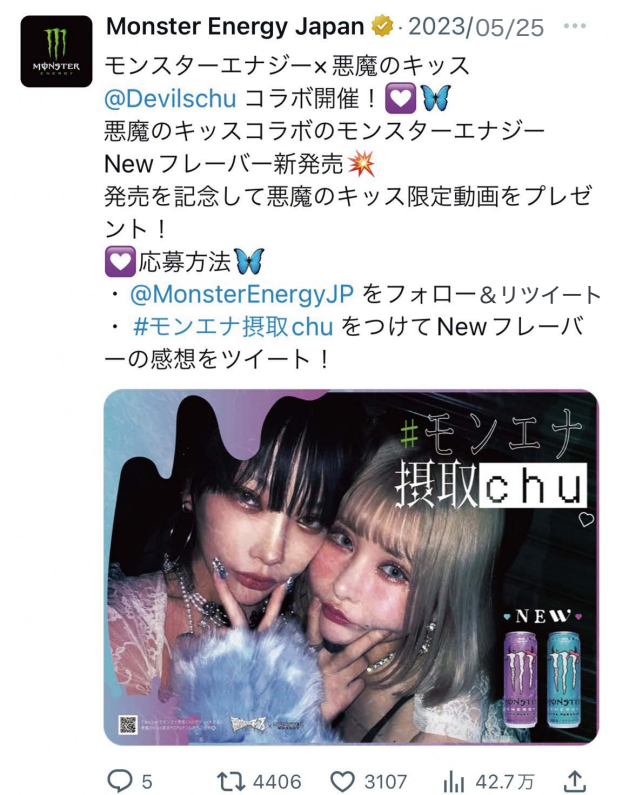 Monster Energy Japan · 2023/05/25
MONSTER
ENERGY
モンスターエナジー×悪魔のキッス
@Devilschu コラボ開催！💟🦋
悪魔のキッスコラボのモンスターエナジー
Newフレーバー新発売💥
発売を記念して悪魔のキッス限定動画をプレゼ
ント！
💟応募方法🦋
・@MonsterEnergyJP をフォロー&リツイート
・ #モンエナ摂取chu をつけてNewフレーバ
ーの感想をツイート！
#モンエナ
摂取chu
NEW
MONSTER
ENERGY
MONSTER
ENERGY
5
4406
3107
42.7万